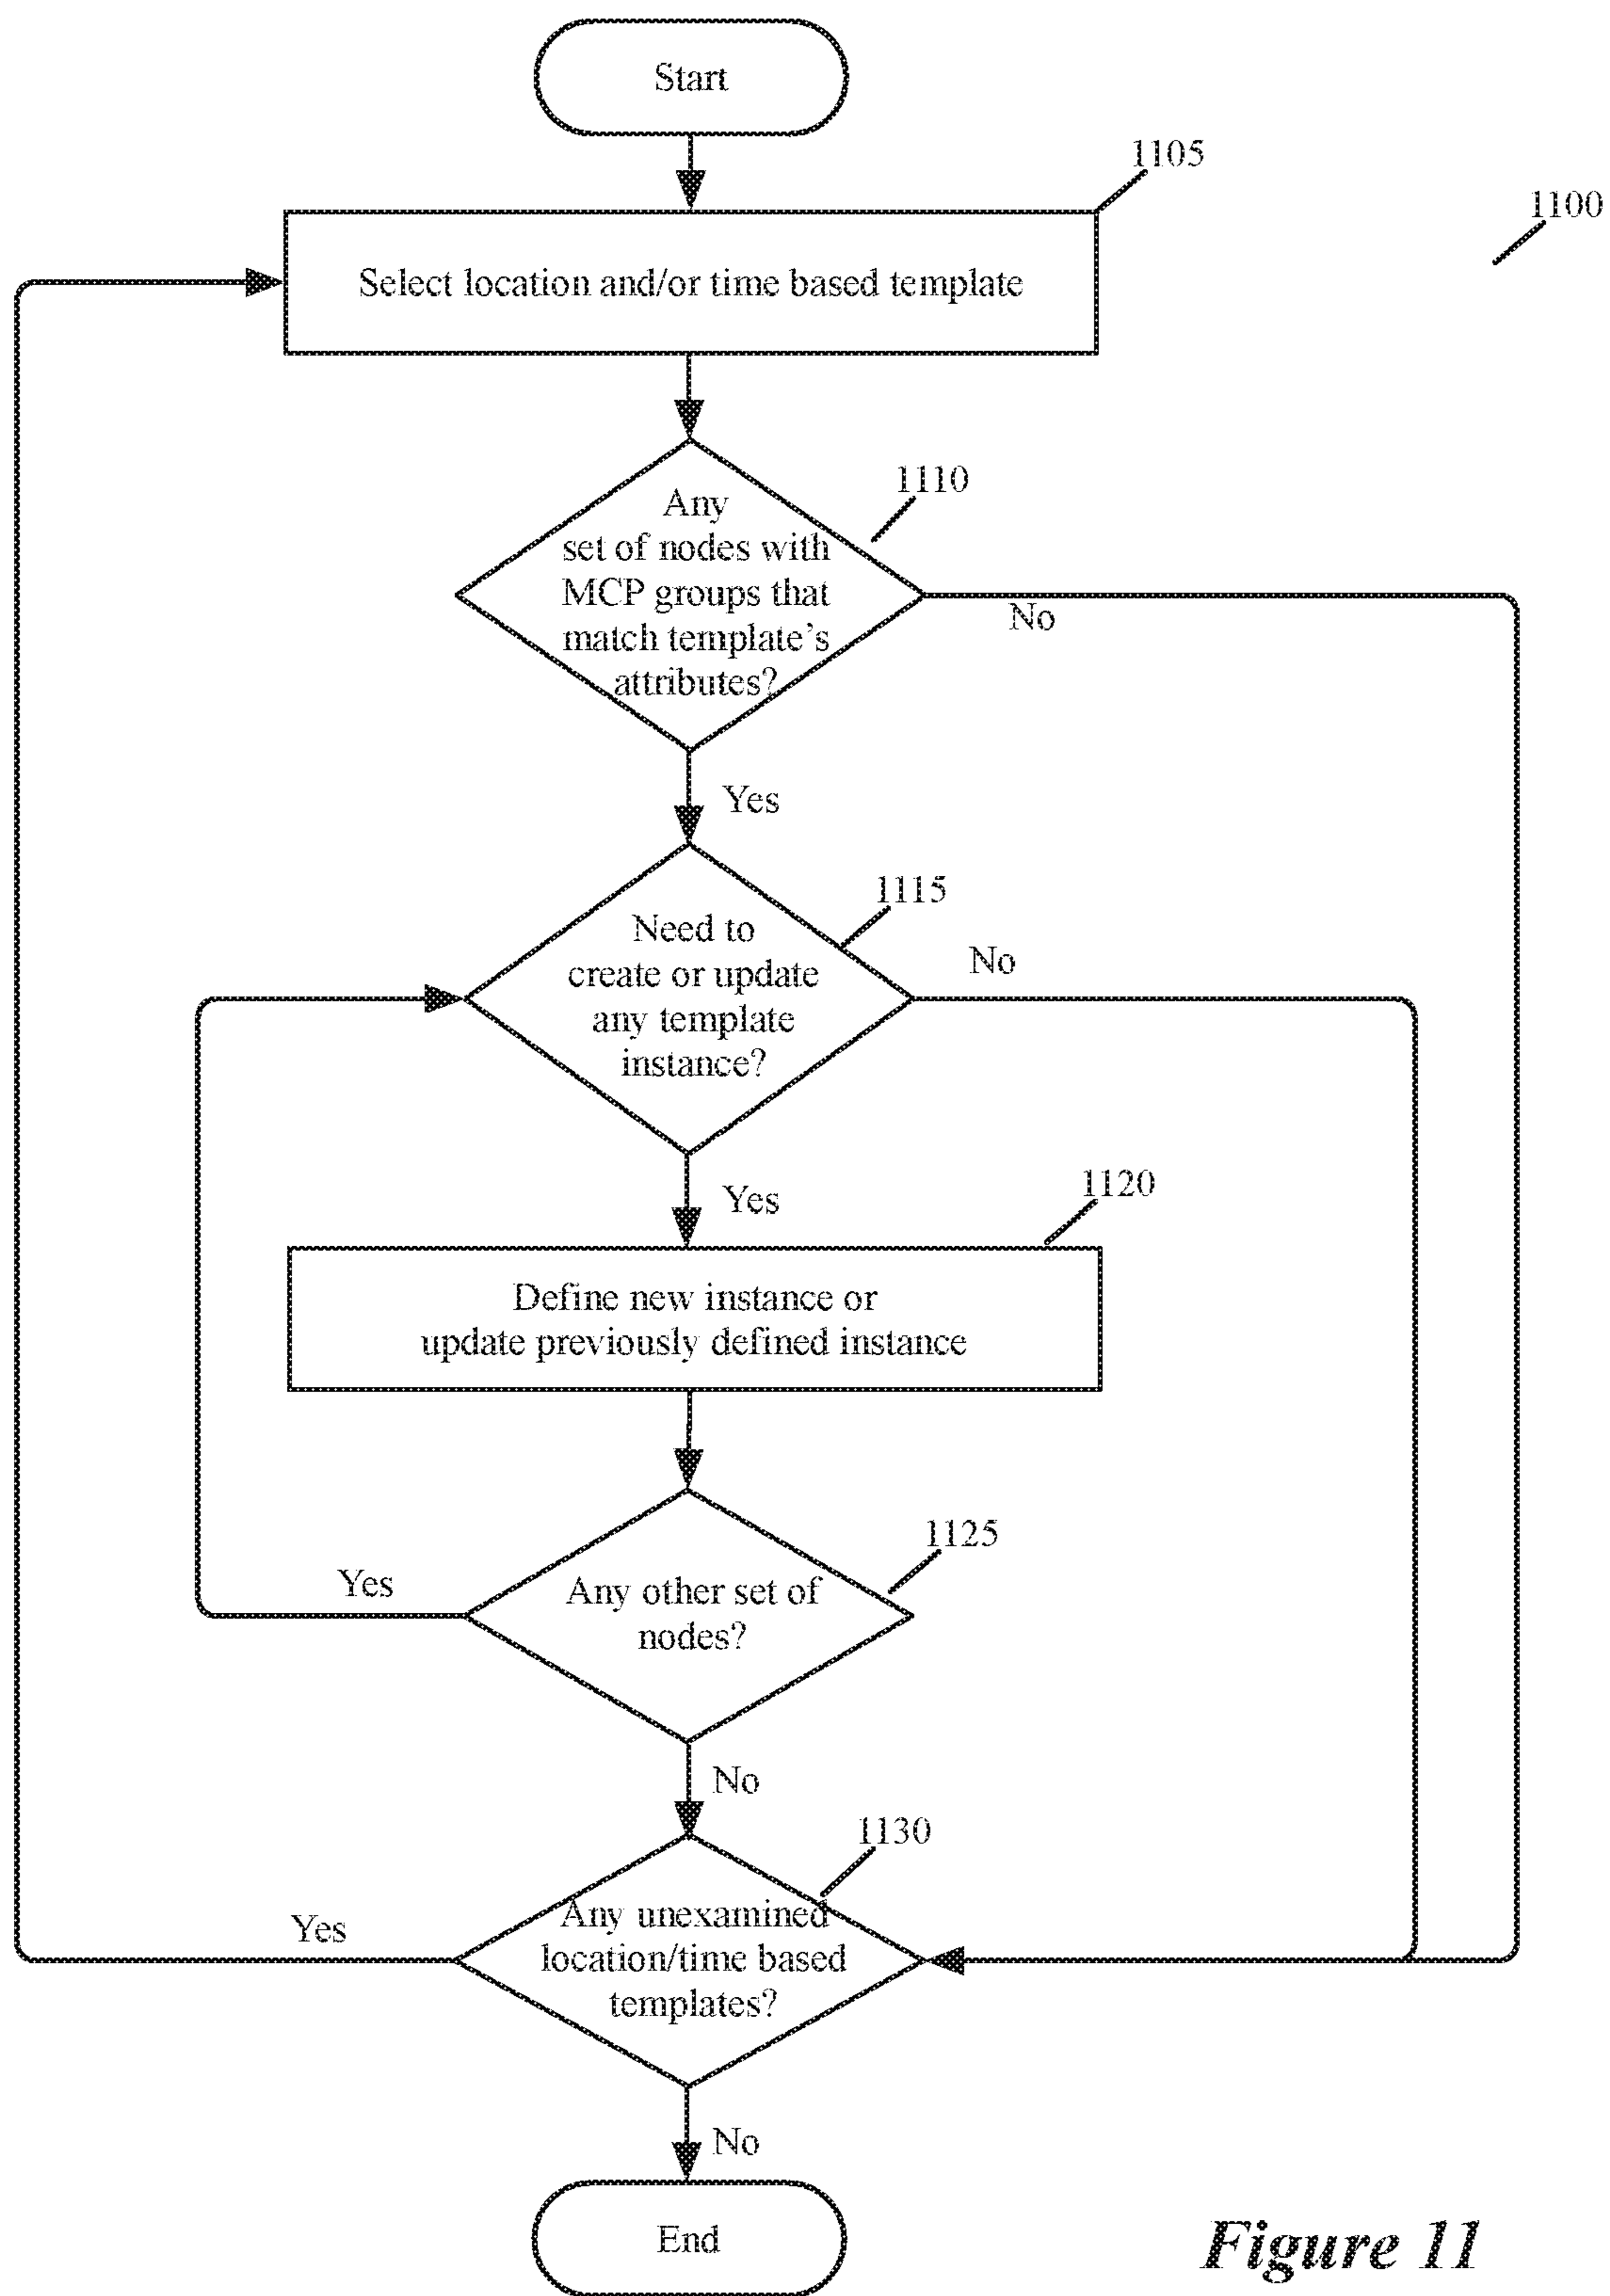 Start
1105
1100
Select location and/or time based template
1110
Any
set of nodes with
MCP groups that
match template's
attributes?
No
Yes
1115
Need to
create or update
any template
instance?
No
Yes
1120
Define new instance or
update previously defined instance
1125
Any other set of
nodes?
Yes
No
1130
Any unexamined
location/time based
templates?
Yes
No
End
Figure 11